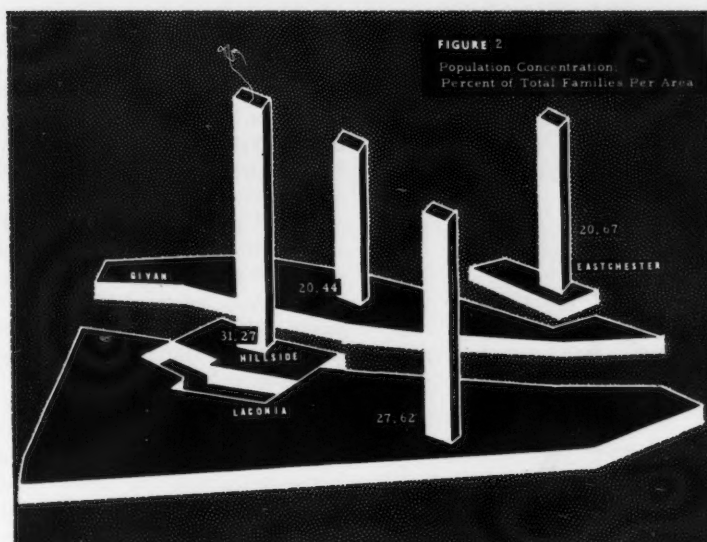 FIGURE 2
Population Concentration:
Percent of Total Families Per Area
20.67
EASTCHESTER
GIVAN
20.44
31.27
HILLSIDE
LACONIA
27.62